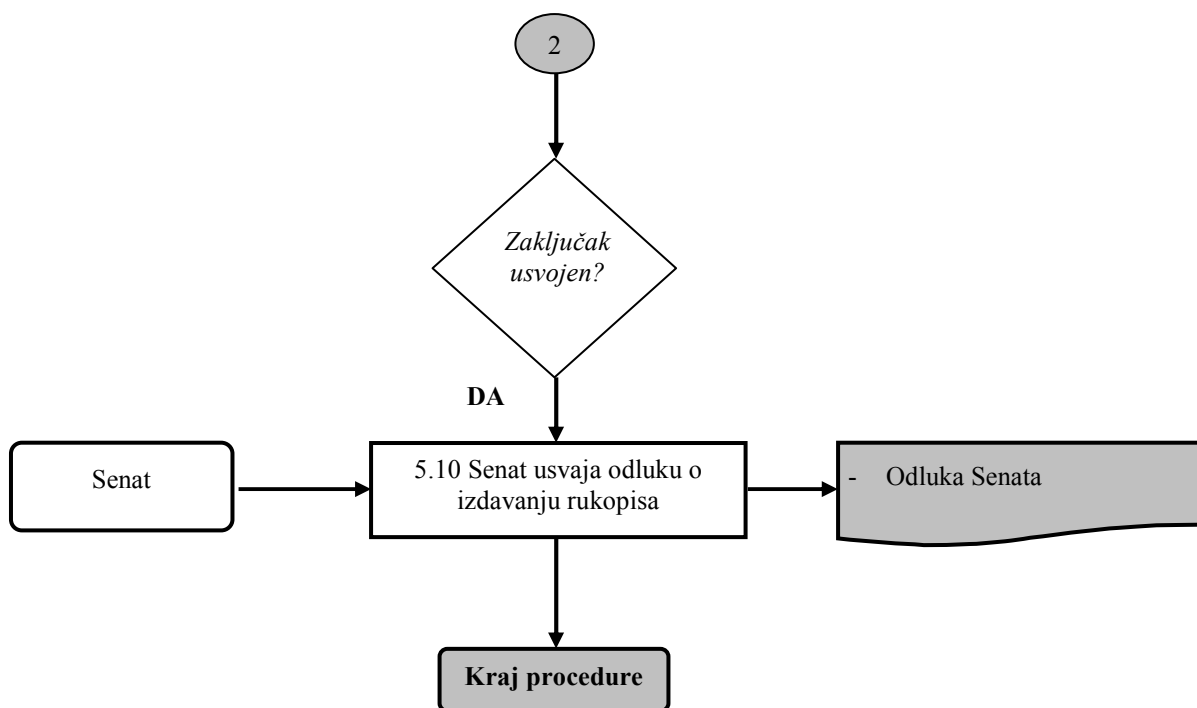 2
Zaključak
usvojen?
DA
Senat
5.10 Senat usvaja odluku o
izdavanju rukopisa
- Odluka Senata
Kraj procedure